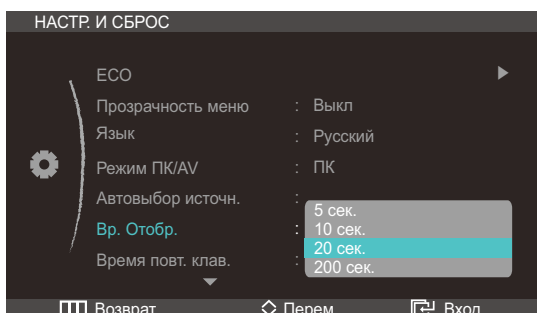 НАСТР. И СБРОС
ECO
Прозрачность меню : Выкл
Язык : Русский
Режим ПК/AV : ПК
Автовыбор источн. :
5 сек.
Вр. Отобр. : 10 сек.
20 сек.
Время повт. клав. : 200 сек.
Возврат Перем Вход